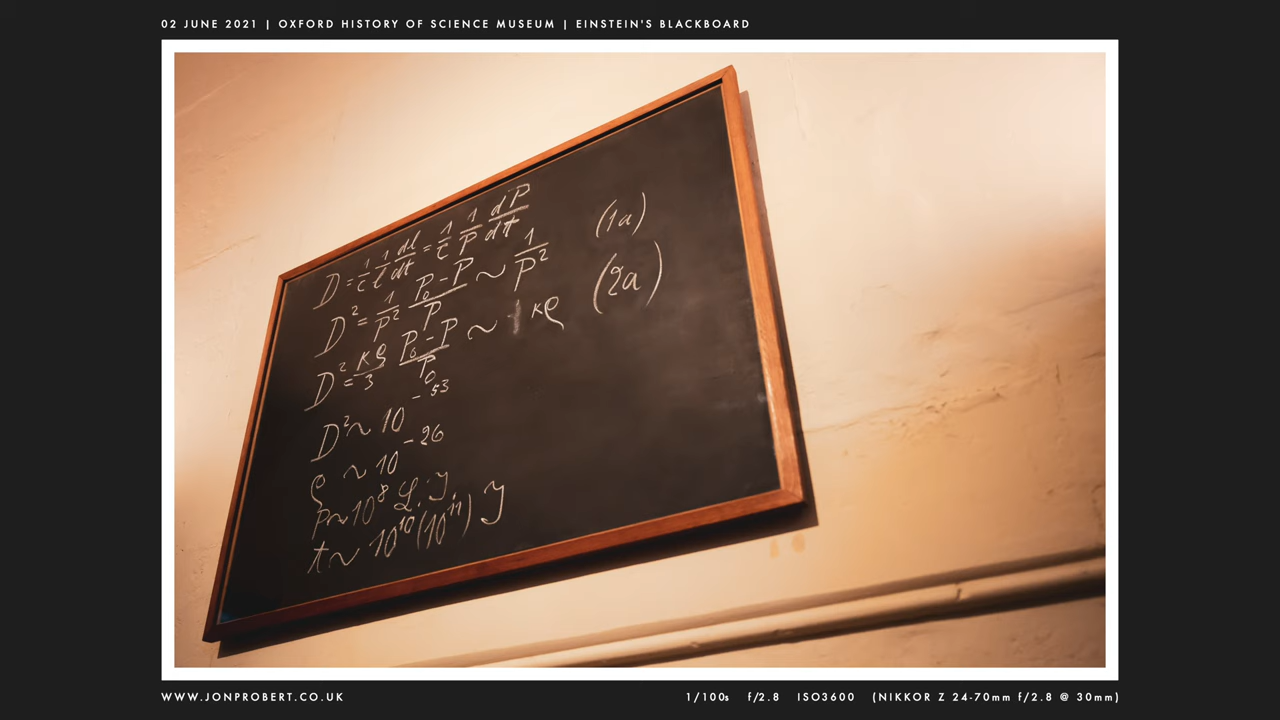 02 JUNE 2021 | OXFORD HISTORY OF SCIENCE MUSEUM | EINSTEIN'S BLACKBOARD
D = 1/c 1/l dl/dt = 1/c 1/P dP/dt
D² = 1/P² P₀-P/P ~ 1/P² (1a)
D² = κρ/3 P₀-P/P₀ ~ κρ (2a)
D² ~ 10⁻⁵³
ρ ~ 10⁻²⁶
P ~ 10⁸ L.J.
t ~ 10¹⁰(10¹¹) J
WWW.JONPROBERT.CO.UK
1/100s f/2.8 ISO3600 (NIKKOR Z 24-70mm f/2.8 @ 30mm)